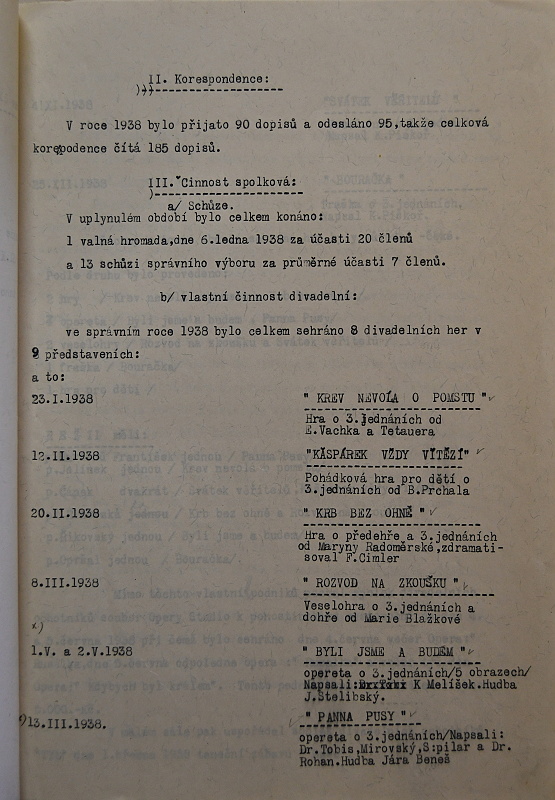 II. Korespondence:
V roce 1938 bylo přijato 90 dopisů a odesláno 95,takže celková
korepodence čítá 185 dopisů.
III. Činnost spolková:
a/ Schůze.
V uplynulém období bylo celkem konáno:
1 valná hromada,dne 6.ledna 1938 za účasti 20 členů
a 13 schůzi správního výboru za průměrné účasti 7 členů.
b/ vlastní činnost divadelní:
ve správním roce 1938 bylo celkem sehráno 8 divadelních her v
9 představeních:
a to:
23.I.1938 " KREV NEVOLÁ O POMSTU "
Hra o 3.jednáních od
E.Vachka a Tetauera
12.II.1938 "KÁSPÁREK VŽDY VÍTĚZÍ"
Pohádková hra pro děti o
3.jednáních od B.Prchala
20.II.1938 " KRB BEZ OHNĚ "
Hra o předehře a 3.jednáních
od Maryny Radoměrské,zdramati-
soval F.Cimler
8.III.1938 " ROZVOD NA ZKOUŠKU "
Veselohra o 3.jednáních a
dohře od Marie Blažkové
x)
1.V. a 2.V.1938 " BYLI JSME A BUDEM "
opereta o 3.jednáních/5 obrazech/
Napsali: K Melíšek.Hudba
J.Stelibský.
13.III.1938. " PANNA PUSY "
opereta o 3.jednáních/Napsali:
Dr.Tobis,Mirovský,S:pilar a Dr.
Rohan.Hudba Jára Beneš